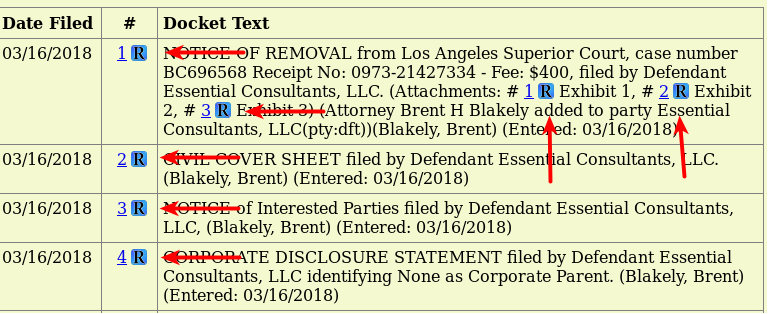 Date Filed # Docket Text
03/16/2018 1 R NOTICE OF REMOVAL from Los Angeles Superior Court, case number
BC696568 Receipt No: 0973-21427334 - Fee: $400, filed by Defendant
Essential Consultants, LLC. (Attachments: # 1 R Exhibit 1, # 2 R Exhibit
2, # 3 R Exhibit 3) (Attorney Brent H Blakely added to party Essential
Consultants, LLC(pty:dft))(Blakely, Brent) (Entered: 03/16/2018)
03/16/2018 2 R CIVIL COVER SHEET filed by Defendant Essential Consultants, LLC.
(Blakely, Brent) (Entered: 03/16/2018)
03/16/2018 3 R NOTICE of Interested Parties filed by Defendant Essential Consultants,
LLC, (Blakely, Brent) (Entered: 03/16/2018)
03/16/2018 4 R CORPORATE DISCLOSURE STATEMENT filed by Defendant Essential
Consultants, LLC identifying None as Corporate Parent. (Blakely, Brent)
(Entered: 03/16/2018)